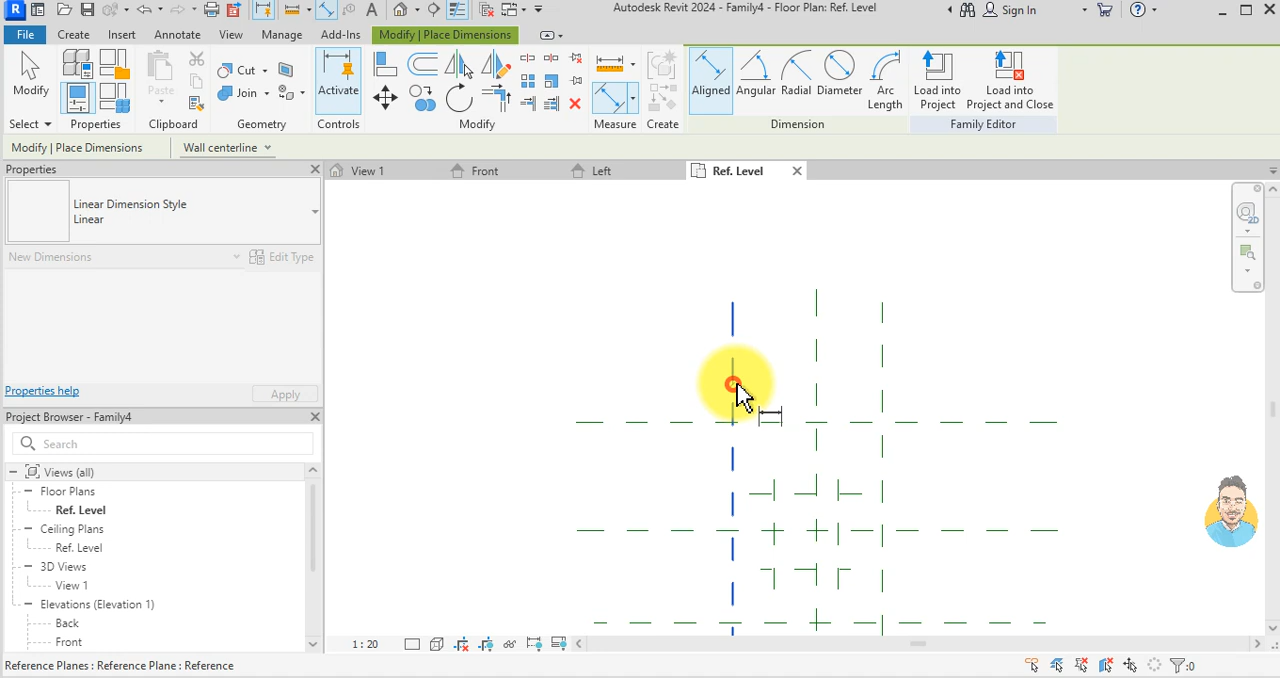 Autodesk Revit 2024 - Family4 - Floor Plan: Ref. Level
Sign In
File Create Insert Annotate View Manage Add-Ins Modify | Place Dimensions
Modify
Paste
Cut
Join
Activate
Aligned Angular Radial Diameter Arc Length
Load into Project
Load into Project and Close
Select Properties Clipboard Geometry Controls Modify Measure Create Dimension Family Editor
Modify | Place Dimensions Wall centerline
Properties
View 1 Front Left Ref. Level
Linear Dimension Style
Linear
New Dimensions Edit Type
Properties help Apply
Project Browser - Family4
Search
Views (all)
Floor Plans
Ref. Level
Ceiling Plans
Ref. Level
3D Views
View 1
Elevations (Elevation 1)
Back
Front
1 : 20
Reference Planes : Reference Plane : Reference
:0